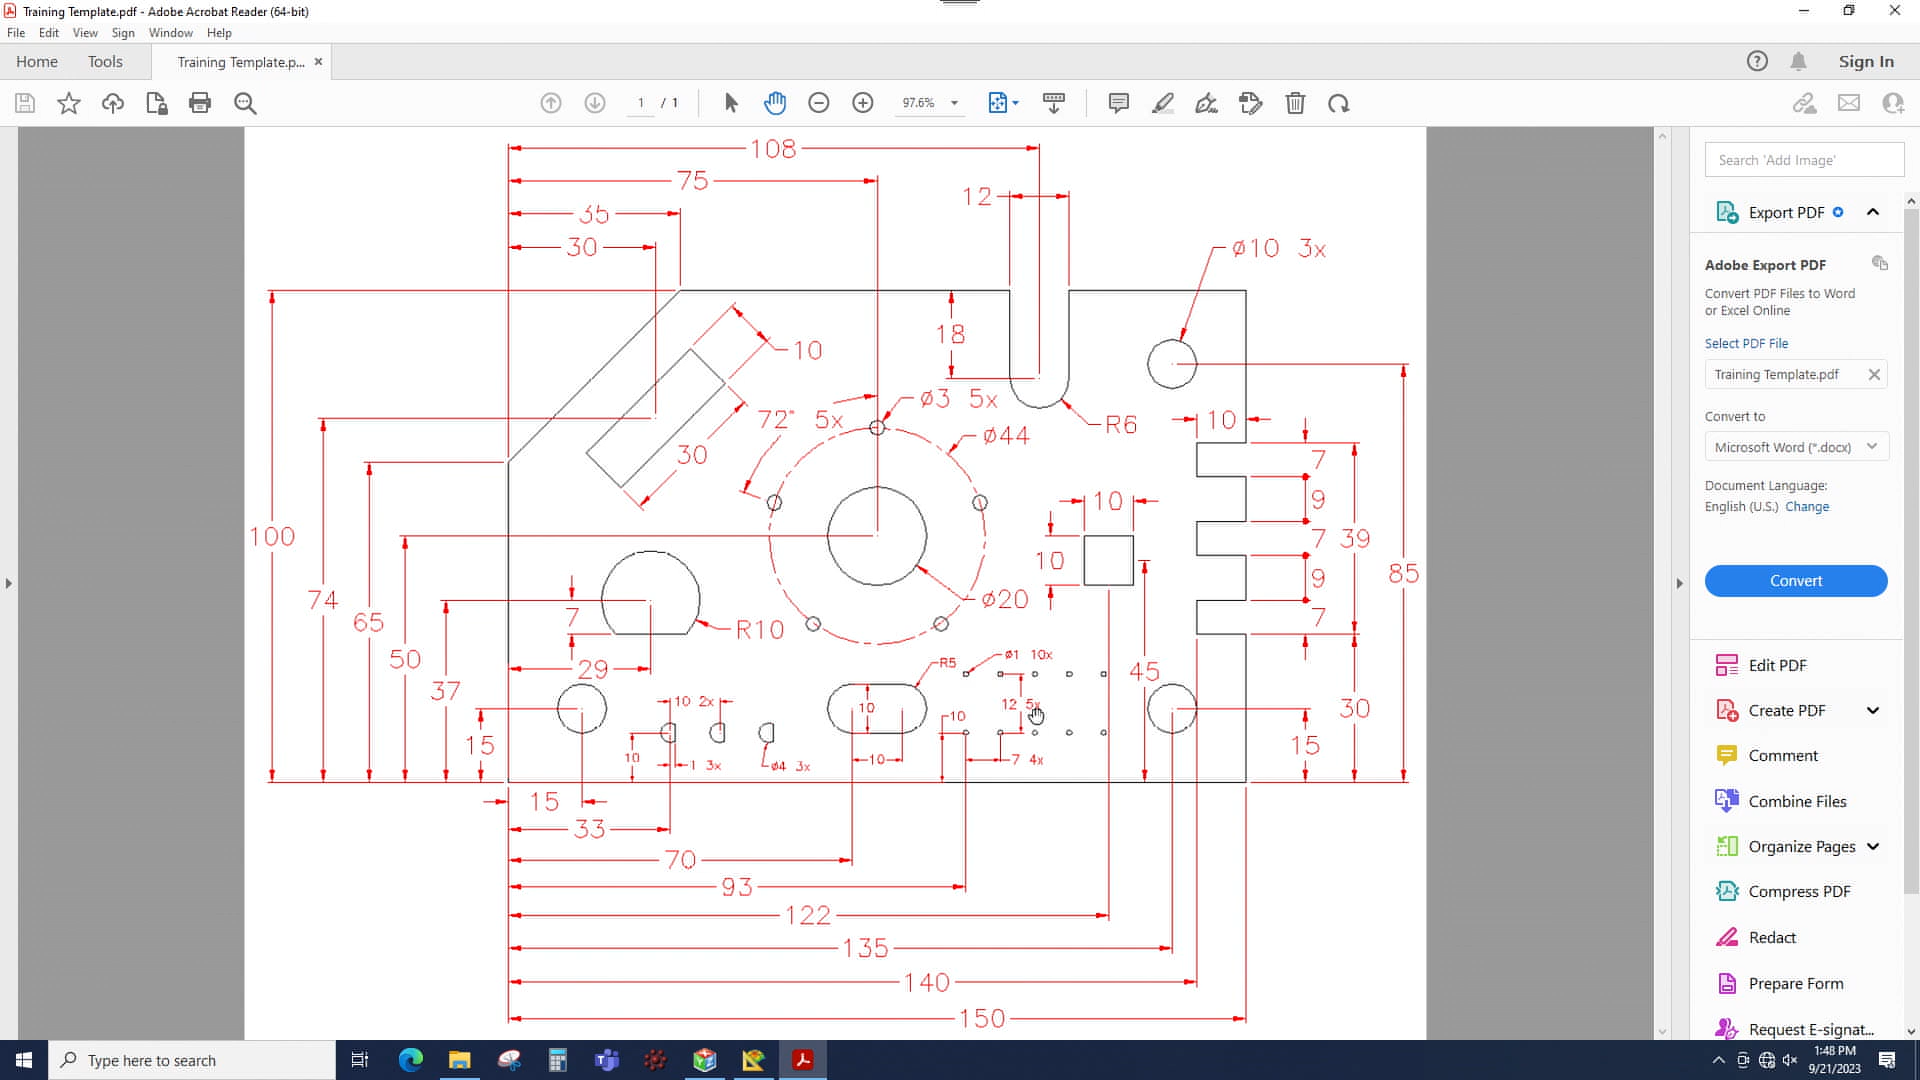 Training Template.pdf - Adobe Acrobat Reader (64-bit)
File Edit View Sign Window Help
Home Tools Training Template.p... × Sign In
1 / 1 97.6%
108
75
12
35
30
ø10 3x
18
10
ø3 5x
72° 5x
ø44
R6
10
30
7
10
9
100
7 39
10
85
9
74
ø20
7
65
7
R10
50
R5
ø1 10x
29
45
37
10 2x
10
12 5x
10
30
15
10
1 3x
ø4 3x
10
7 4x
15
15
33
70
93
122
135
140
150
Search 'Add Image'
Export PDF
Adobe Export PDF
Convert PDF Files to Word
or Excel Online
Select PDF File
Training Template.pdf
Convert to
Microsoft Word (*.docx)
Document Language:
English (U.S.) Change
Convert
Edit PDF
Create PDF
Comment
Combine Files
Organize Pages
Compress PDF
Redact
Prepare Form
Request E-signat...
Type here to search
1:48 PM
9/21/2023